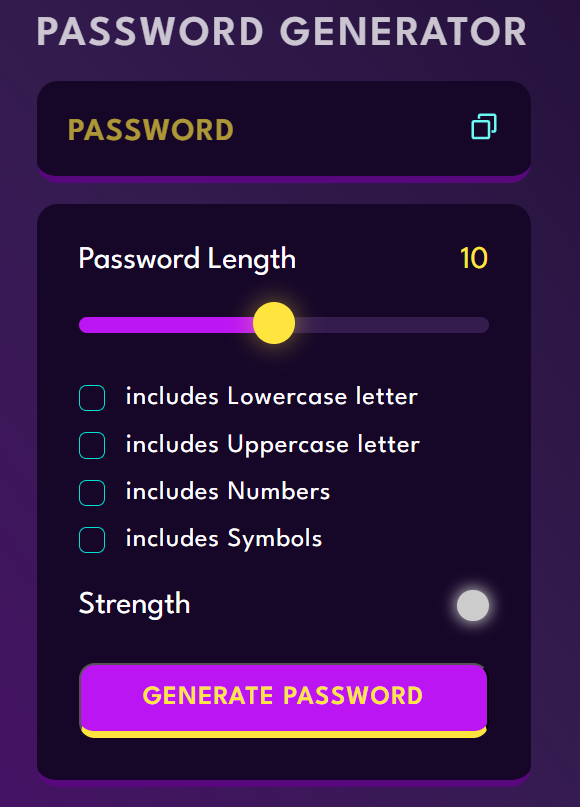 PASSWORD GENERATOR
PASSWORD
Password Length 10
includes Lowercase letter
includes Uppercase letter
includes Numbers
includes Symbols
Strength
GENERATE PASSWORD